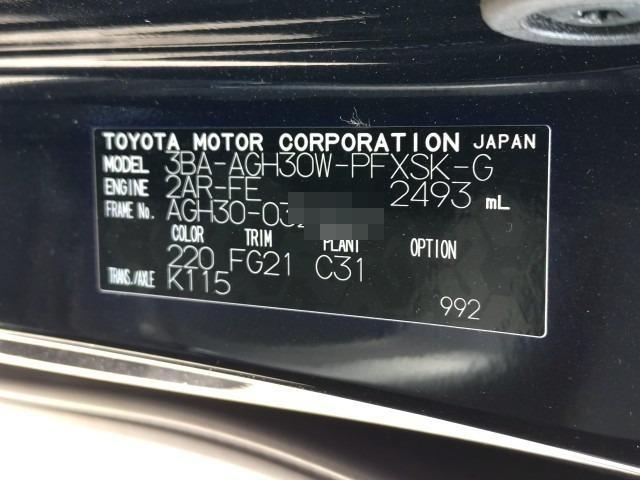 TOYOTA MOTOR CORPORATION JAPAN
MODEL 3BA-AGH30W-PFXSK-G
ENGINE 2AR-FE 2493 mL
FRAME No. AGH30-03
COLOR TRIM PLANT OPTION
220 FG21 C31
TRANS./AXLE K115
992